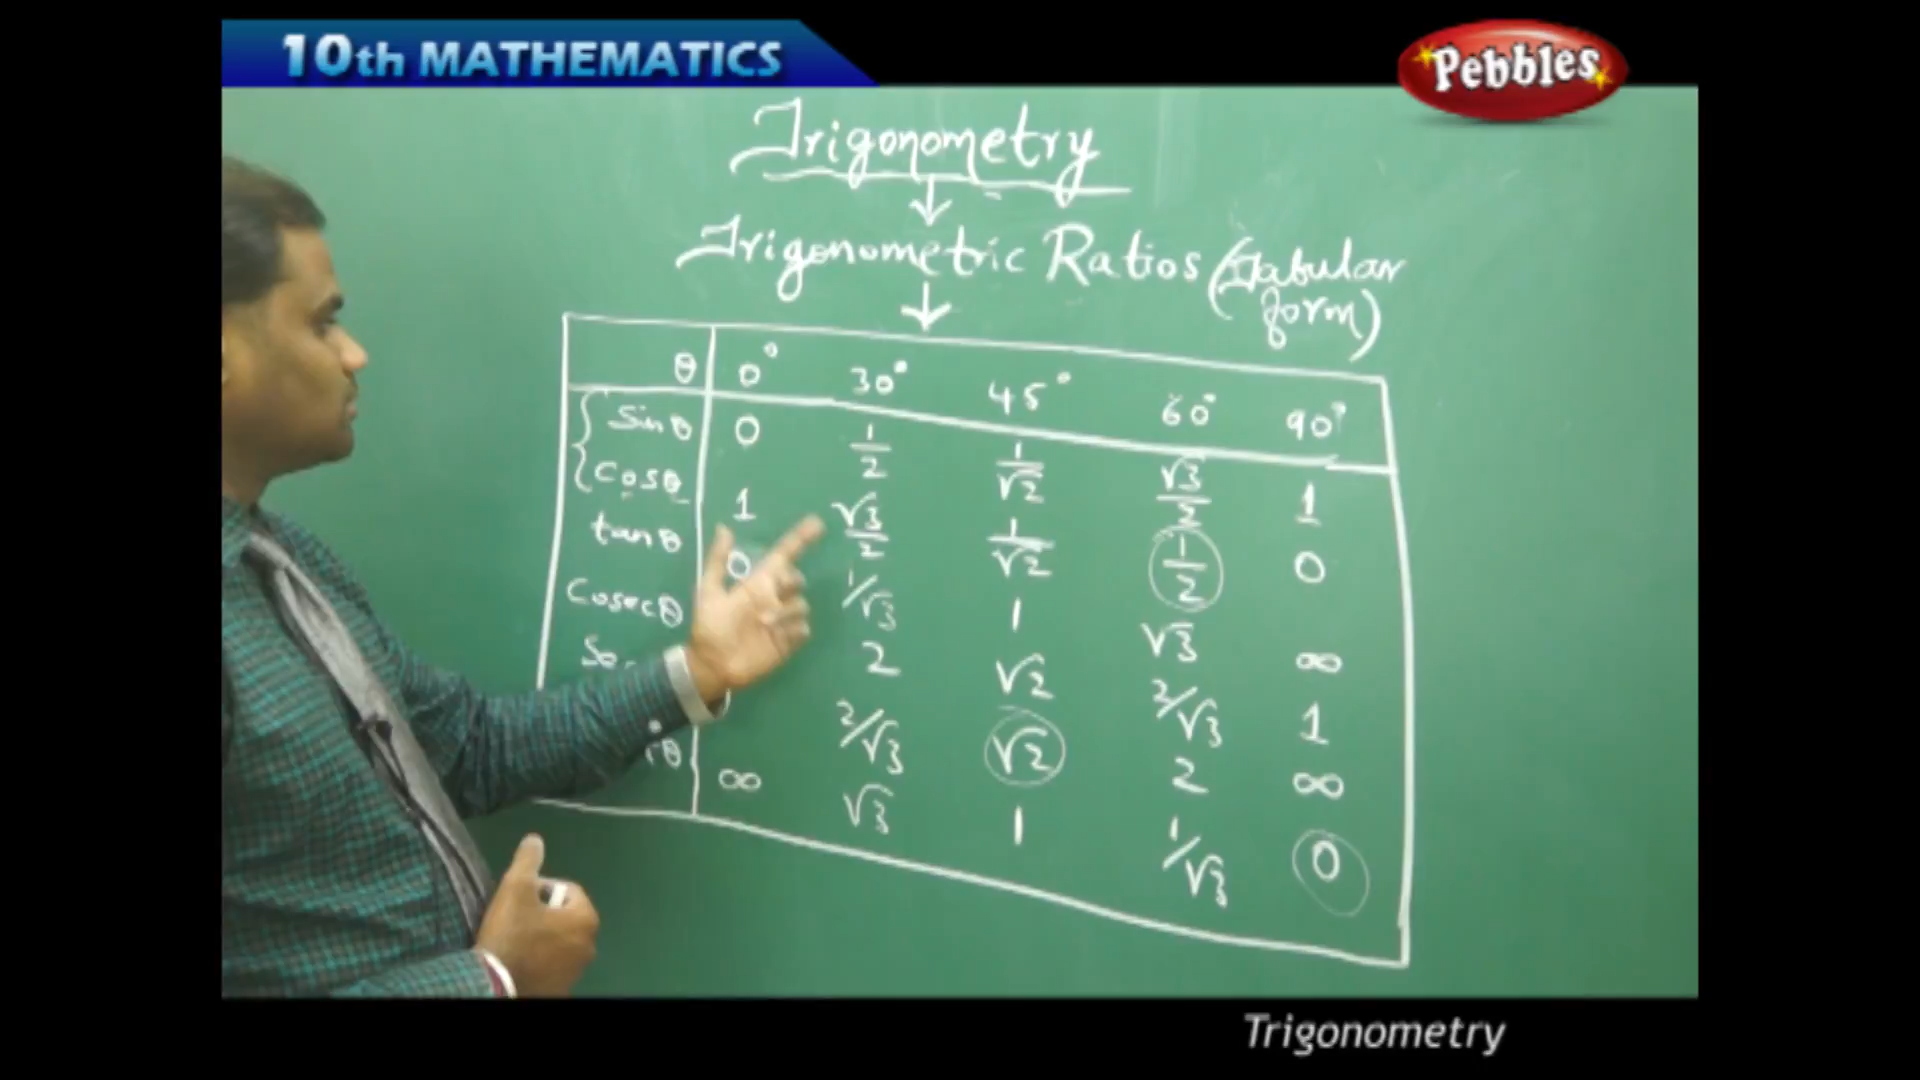 10th MATHEMATICS
Pebbles
Trigonometry
Trigonometric Ratios (Tabular
form)
θ 0° 30° 45° 60° 90°
Sinθ 0 1/2 1/√2 √3/2 1
Cosθ 1 √3/2 1/√2 1/2 0
tanθ 0 1/√3 1 √3 ∞
Cosecθ 2 √2 2/√3 1
2/√3 √2 2 ∞
∞ √3 1 1/√3 0
Trigonometry